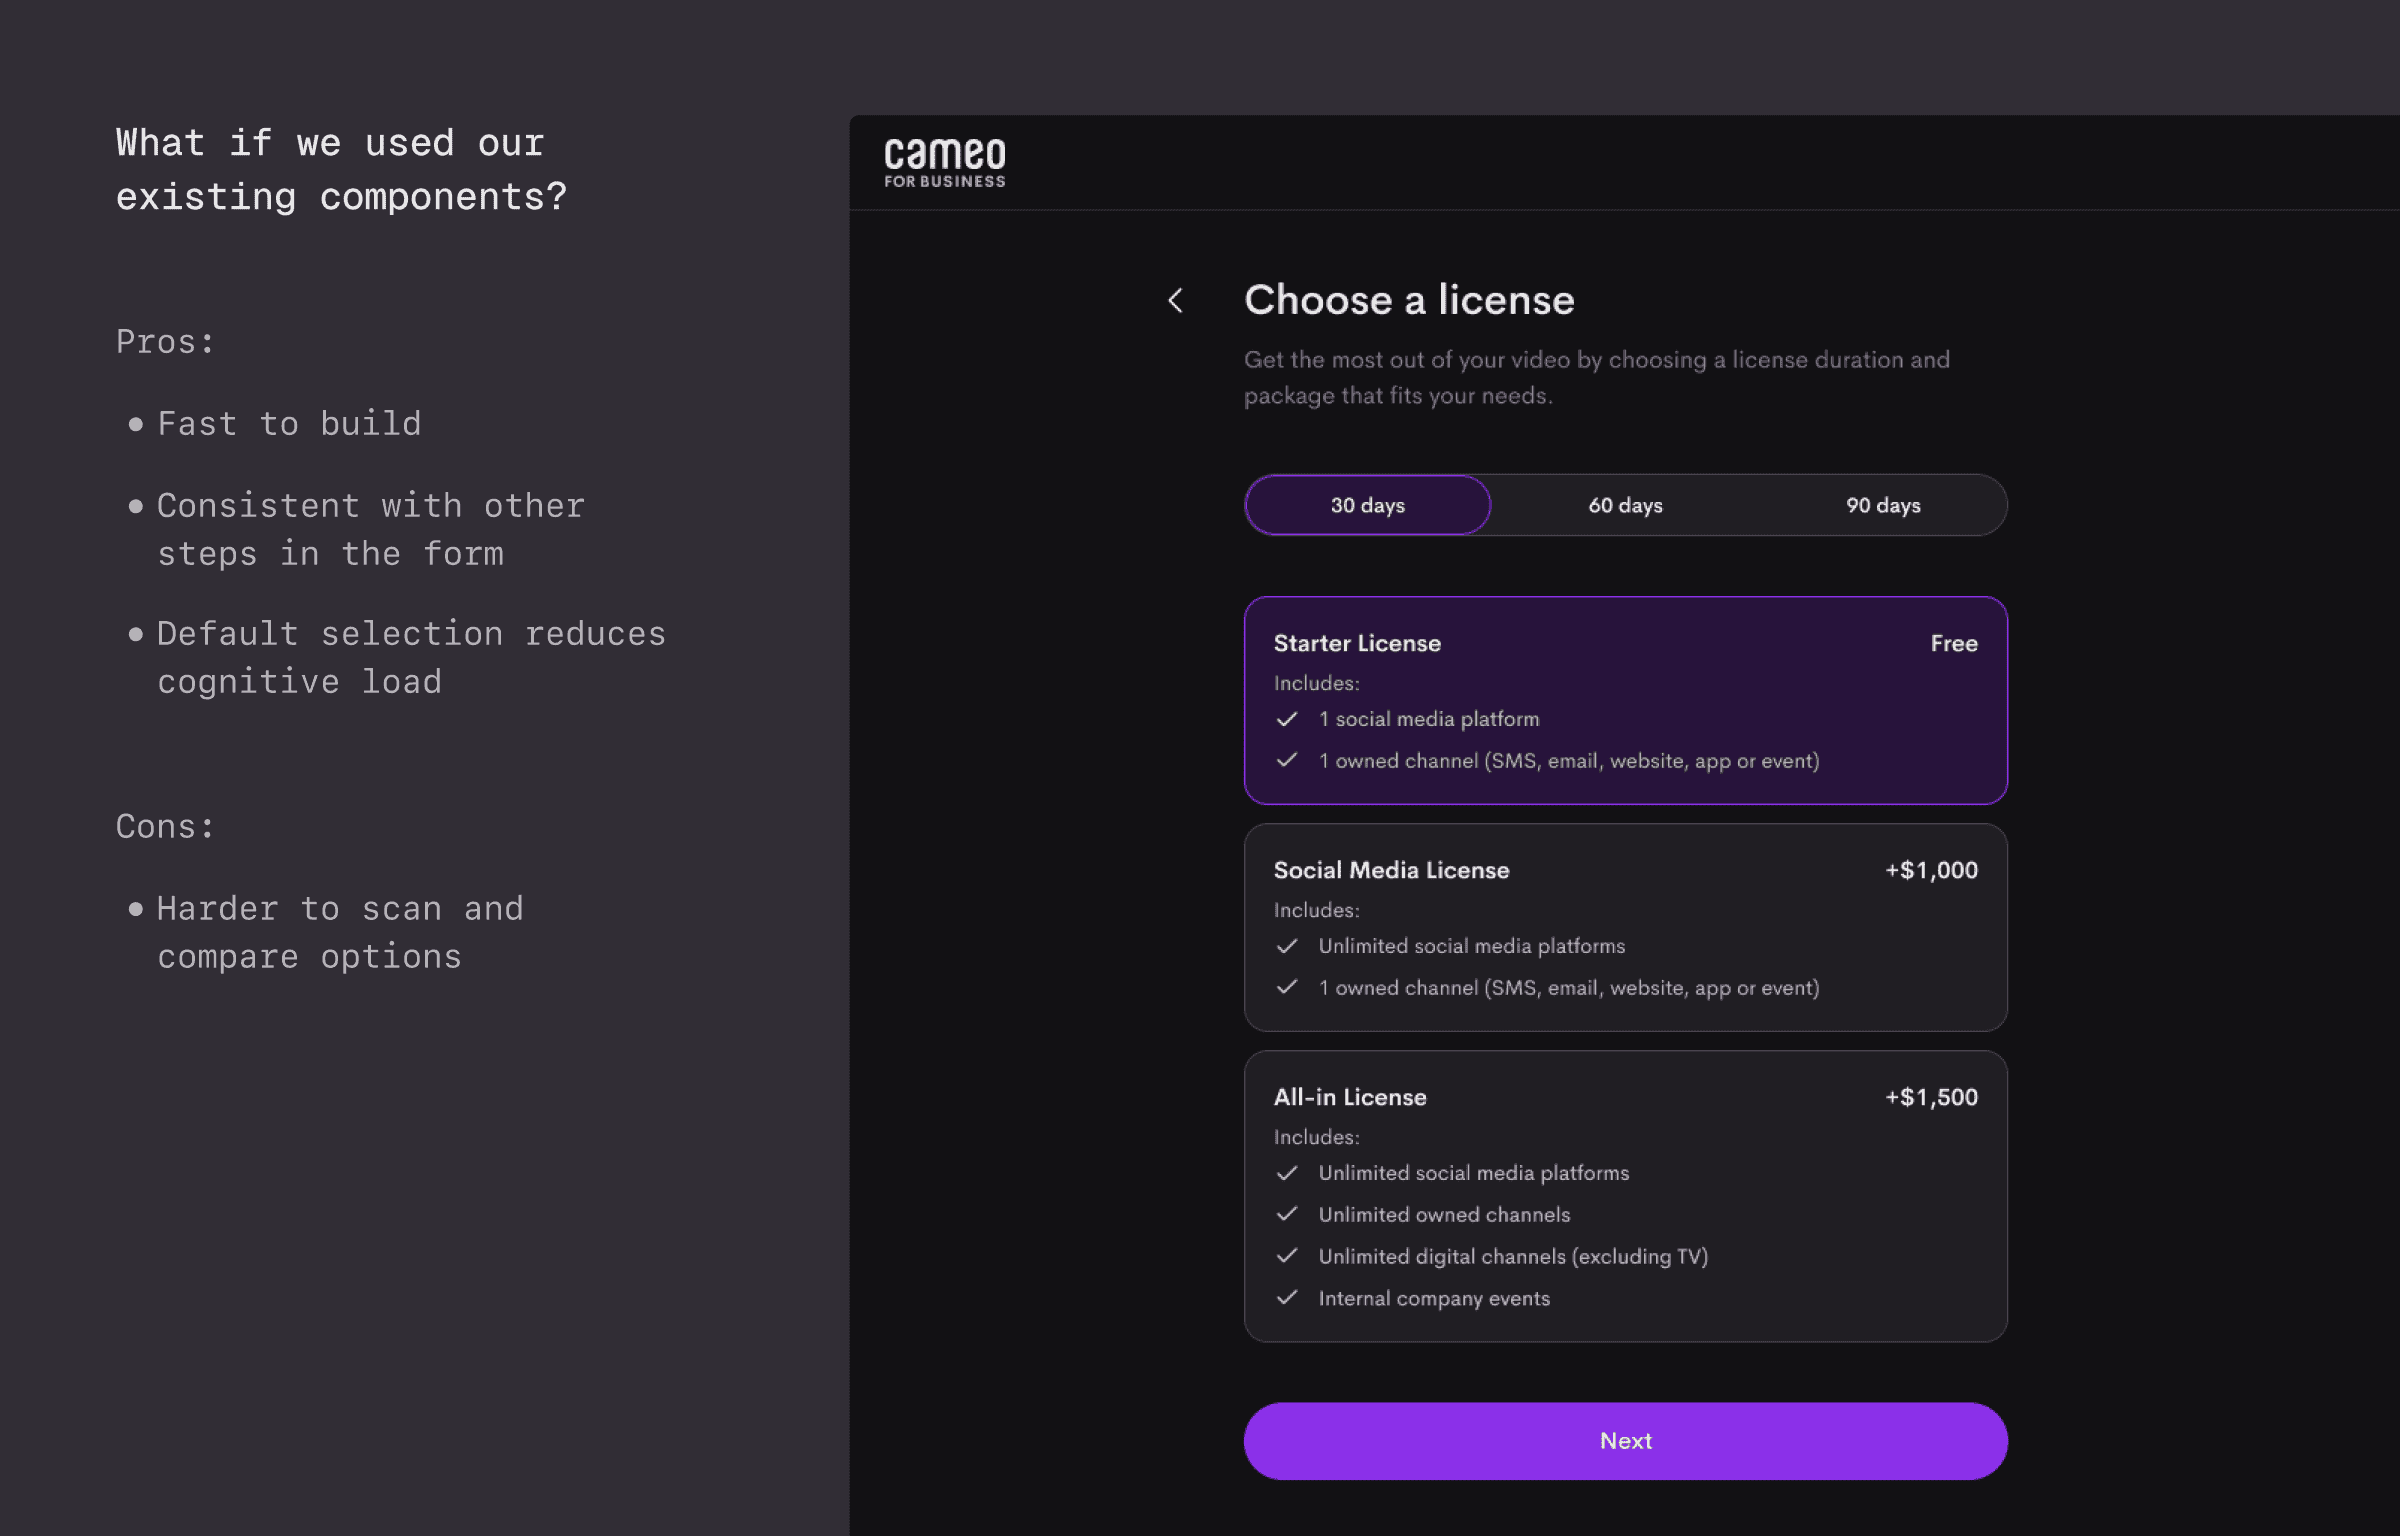 What if we used our
existing components?
Pros:
Fast to build
Consistent with other
steps in the form
Default selection reduces
cognitive load
Cons:
Harder to scan and
compare options
cameo
FOR BUSINESS
Choose a license
Get the most out of your video by choosing a license duration and
package that fits your needs.
30 days 60 days 90 days
Starter License Free
Includes:
1 social media platform
1 owned channel (SMS, email, website, app or event)
Social Media License +$1,000
Includes:
Unlimited social media platforms
1 owned channel (SMS, email, website, app or event)
All-in License +$1,500
Includes:
Unlimited social media platforms
Unlimited owned channels
Unlimited digital channels (excluding TV)
Internal company events
Next